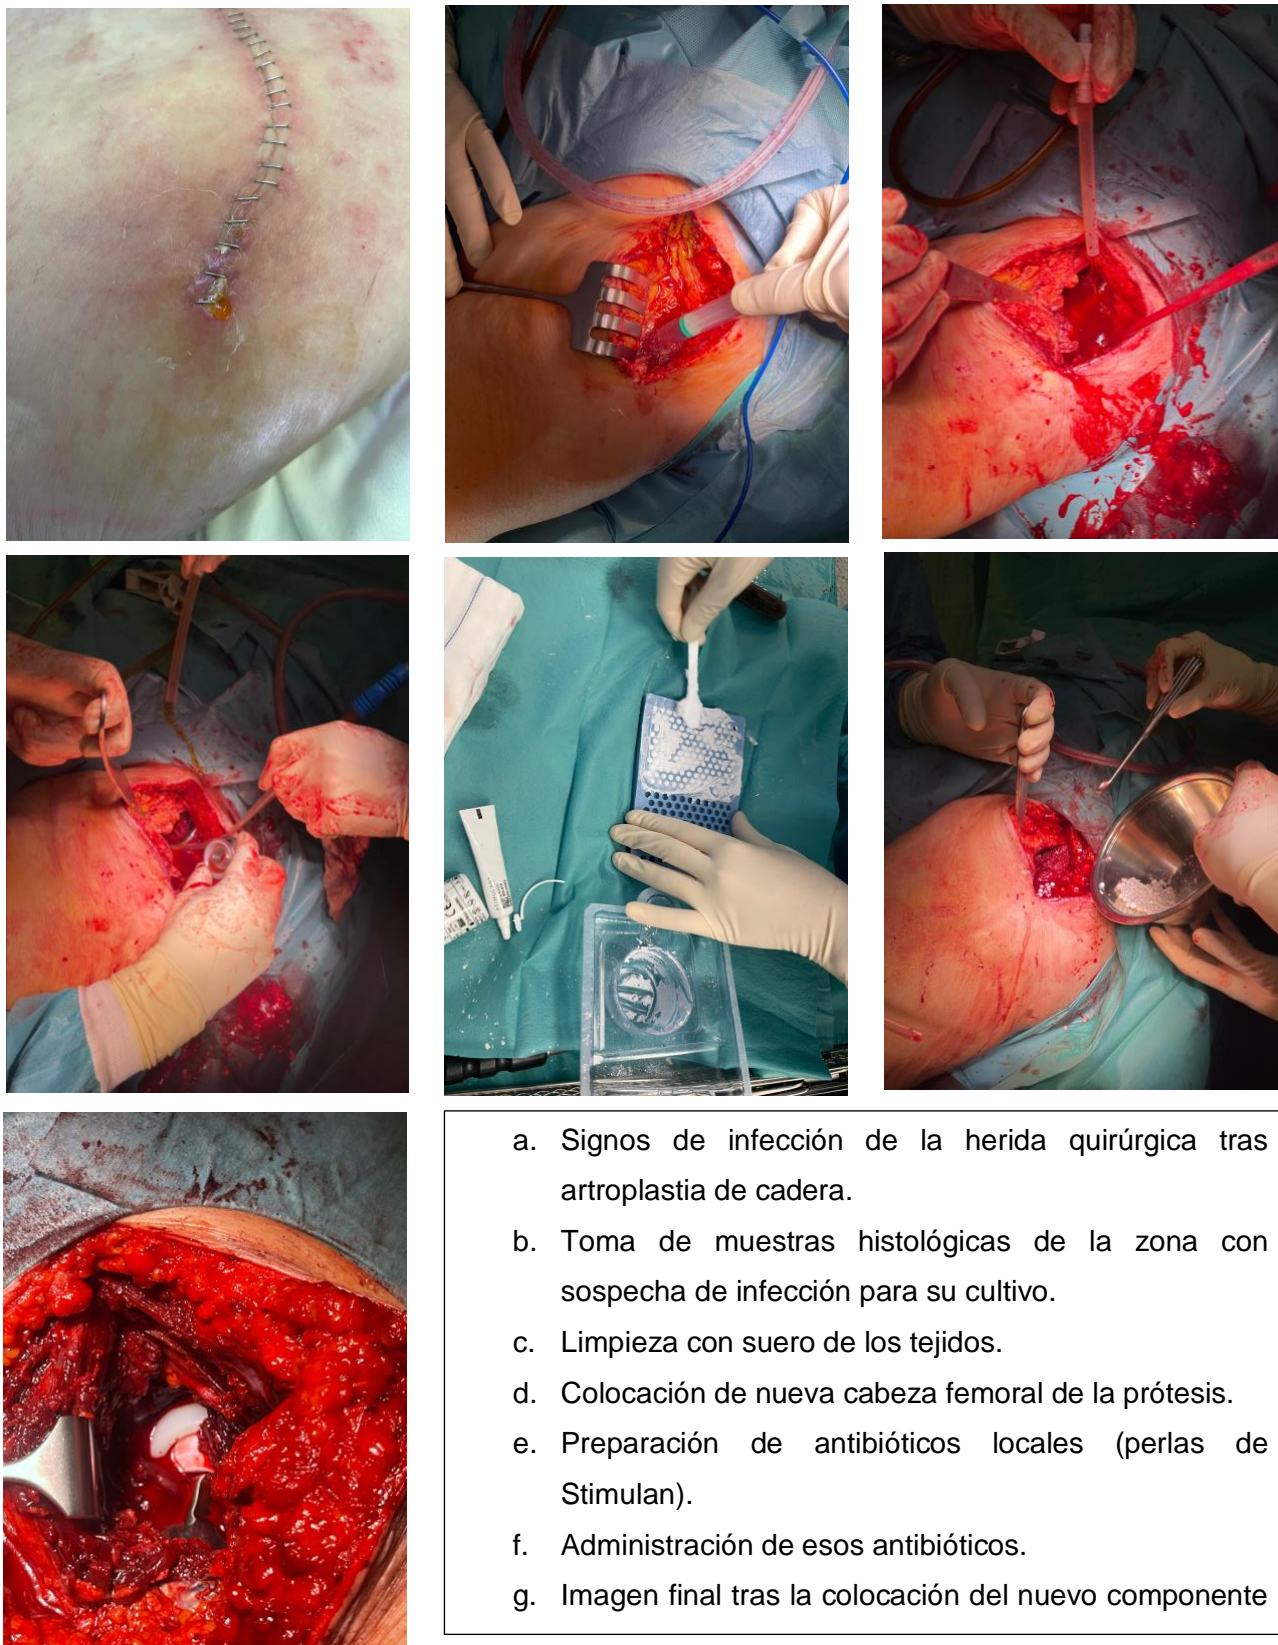 a. Signos de infección de la herida quirúrgica tras
artroplastia de cadera.
b. Toma de muestras histológicas de la zona con
sospecha de infección para su cultivo.
c. Limpieza con suero de los tejidos.
d. Colocación de nueva cabeza femoral de la prótesis.
e. Preparación de antibióticos locales (perlas de
Stimulan).
f. Administración de esos antibióticos.
g. Imagen final tras la colocación del nuevo componente